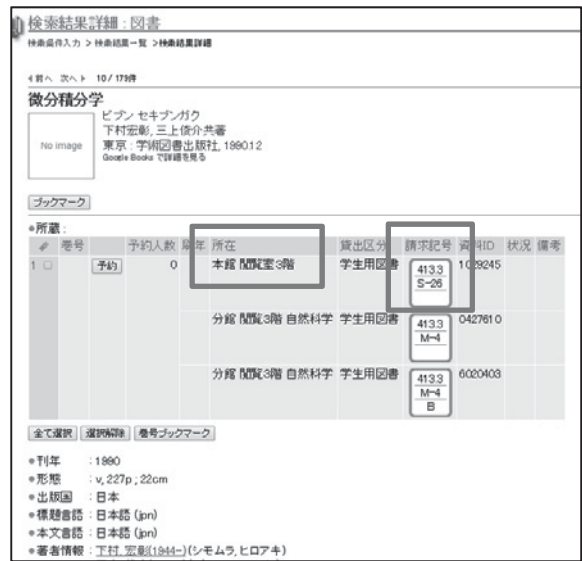 検索結果詳細 : 図書
検索条件入力 > 検索結果一覧 >検索結果詳細
前へ 次へ 10 / 179件
微分積分学
ビブン セキブンガク
下村宏彰, 三上俊介共著
東京 : 学術図書出版社, 1990.12
Google Books で詳細を見る
No image
ブックマーク
所蔵 :
# 巻号 予約人数 刷年 所在 貸出区分 請求記号 資料ID 状況 備考
1 予約 0 本館 閲覧室3階 学生用図書 413.3 S-26 1029245
分館 閲覧3階 自然科学 学生用図書 413.3 M-4 0427610
分館 閲覧3階 自然科学 学生用図書 413.3 M-4 B 6020403
全て選択 選択解除 巻号ブックマーク
刊年 : 1990
形態 : v, 227p ; 22cm
出版国 : 日本
標題言語 : 日本語 (jpn)
本文言語 : 日本語 (jpn)
著者情報 : 下村, 宏彰(1944-)(シモムラ, ヒロアキ)